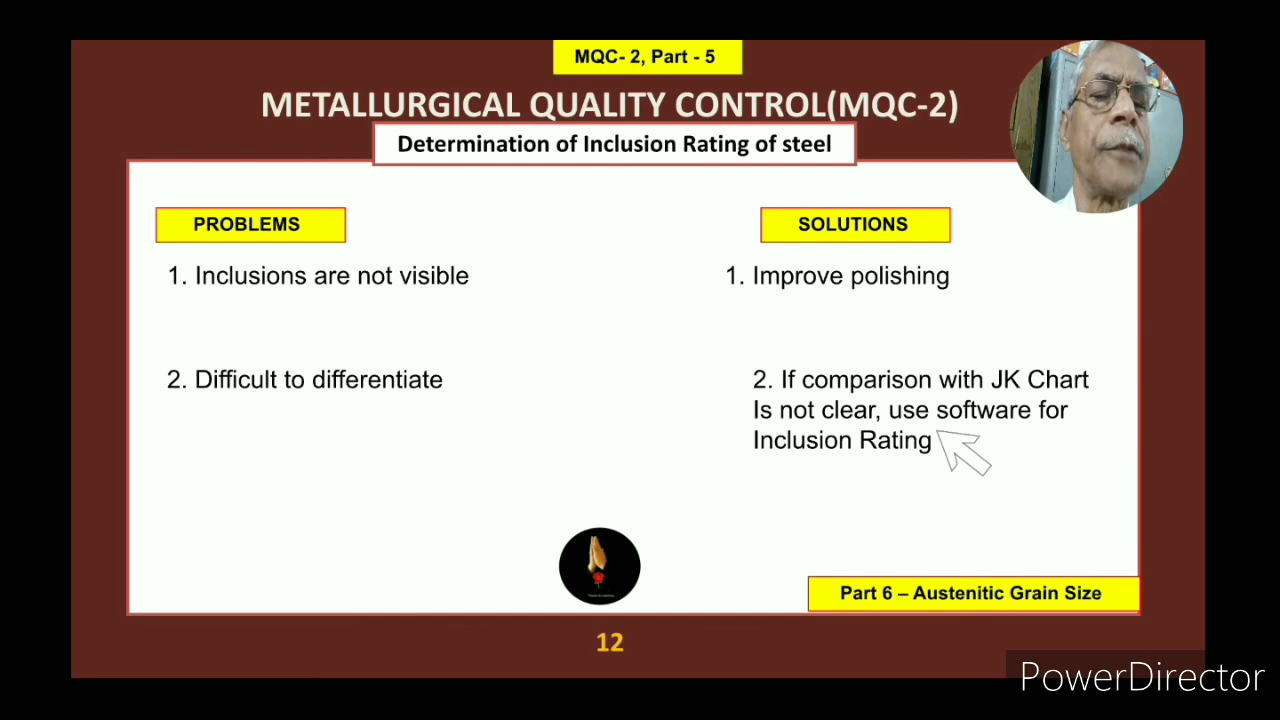 MQC- 2, Part - 5
METALLURGICAL QUALITY CONTROL(MQC-2)
Determination of Inclusion Rating of steel
PROBLEMS
SOLUTIONS
1. Inclusions are not visible
1. Improve polishing
2. Difficult to differentiate
2. If comparison with JK Chart
Is not clear, use software for
Inclusion Rating
Part 6 – Austenitic Grain Size
12
PowerDirector